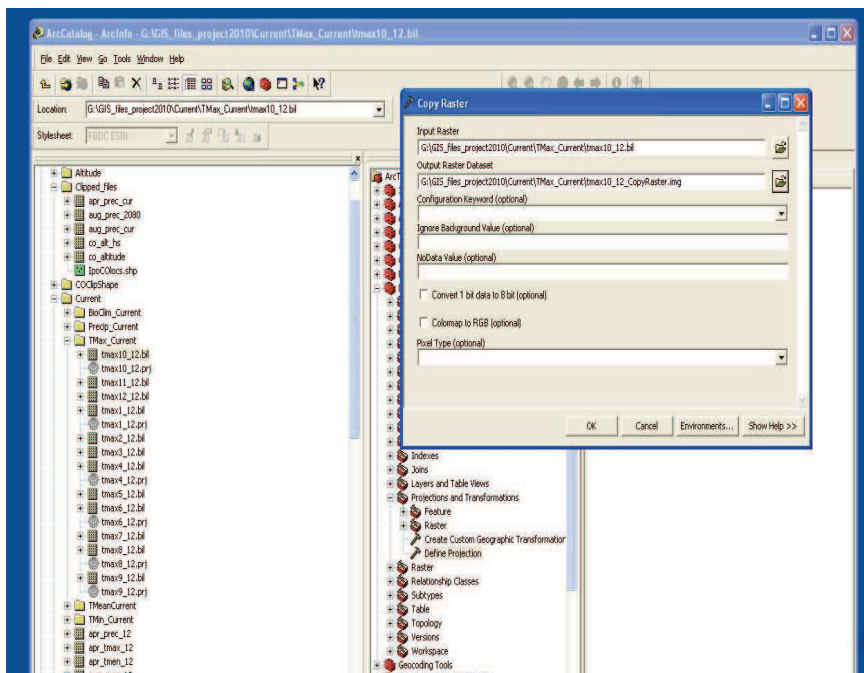 ArcCatalog - ArcInfo - G:\GIS_files_project2010\Current\TMax_Current\tmax10_12.bil
File Edit View Go Tools Window Help
Location: G:\GIS_files_project2010\Current\TMax_Current\tmax10_12.bil
Stylesheet: FGDC ESRI
Altitude
Clipped_files
apr_prec_cur
aug_prec_2080
aug_prec_cur
co_alt_hs
co_altitude
IpoCOlocs.shp
COClipShape
Current
BioClim_Current
Precip_Current
TMax_Current
tmax10_12.bil
tmax10_12.prj
tmax11_12.bil
tmax12_12.bil
tmax1_12.bil
tmax1_12.prj
tmax2_12.bil
tmax3_12.bil
tmax4_12.bil
tmax4_12.prj
tmax5_12.bil
tmax6_12.bil
tmax6_12.prj
tmax7_12.bil
tmax8_12.bil
tmax8_12.prj
tmax9_12.bil
tmax9_12.prj
TMeanCurrent
TMin_Current
apr_prec_12
apr_tmax_12
apr_tmen_12
ArcT
Indexes
Joins
Layers and Table Views
Projections and Transformations
Feature
Raster
Create Custom Geographic Transformation
Define Projection
Raster
Relationship Classes
Subtypes
Table
Topology
Versions
Workspace
Geocoding Tools
Copy Raster
Input Raster
G:\GIS_files_project2010\Current\TMax_Current\tmax10_12.bil
Output Raster Dataset
G:\GIS_files_project2010\Current\TMax_Current\tmax10_12_CopyRaster.img
Configuration Keyword (optional)
Ignore Background Value (optional)
NoData Value (optional)
Convert 1 bit data to 8 bit (optional)
Colormap to RGB (optional)
Pixel Type (optional)
OK Cancel Environments... Show Help >>